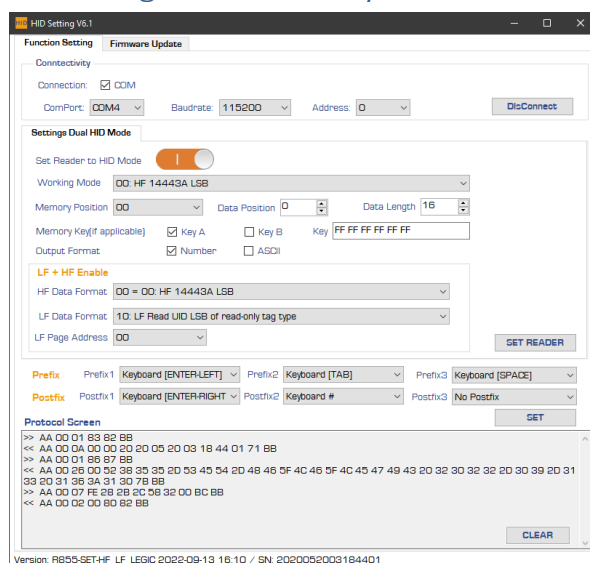 HID HID Setting V6.1
Function Setting Firmware Update
Conntectivity
Connection: COM
ComPort: COM4 Baudrate: 115200 Address: 0 DisConnect
Settings Dual HID Mode
Set Reader to HID Mode
Working Mode 00: HF 14443A LSB
Memory Position 00 Data Position 0 Data Length 16
Memory Key(if applicable) Key A Key B Key FF FF FF FF FF FF
Output Format Number ASCII
LF + HF Enable
HF Data Format 00 = 00: HF 14443A LSB
LF Data Format 10: LF Read UID LSB of read-only tag type
LF Page Address 00
SET READER
Prefix Prefix1 Keyboard [ENTER-LEFT] Prefix2 Keyboard [TAB] Prefix3 Keyboard [SPACE]
Postfix Postfix1 Keyboard [ENTER-RIGHT Postfix2 Keyboard # Postfix3 No Postfix
SET
Protocol Screen
>> AA 00 01 83 82 BB
<< AA 00 0A 00 00 20 20 05 20 03 18 44 01 71 BB
>> AA 00 01 86 87 BB
<< AA 00 26 00 52 38 35 35 2D 53 45 54 2D 48 46 5F 4C 46 5F 4C 45 47 49 43 20 32 30 32 32 2D 30 39 2D 31
33 20 31 36 3A 31 30 7B BB
>> AA 00 07 FE 28 2B 2C 58 32 00 BC BB
<< AA 00 02 00 80 82 BB
CLEAR
Version: R855-SET-HF_LF_LEGIC 2022-09-13 16:10 / SN: 2020052003184401